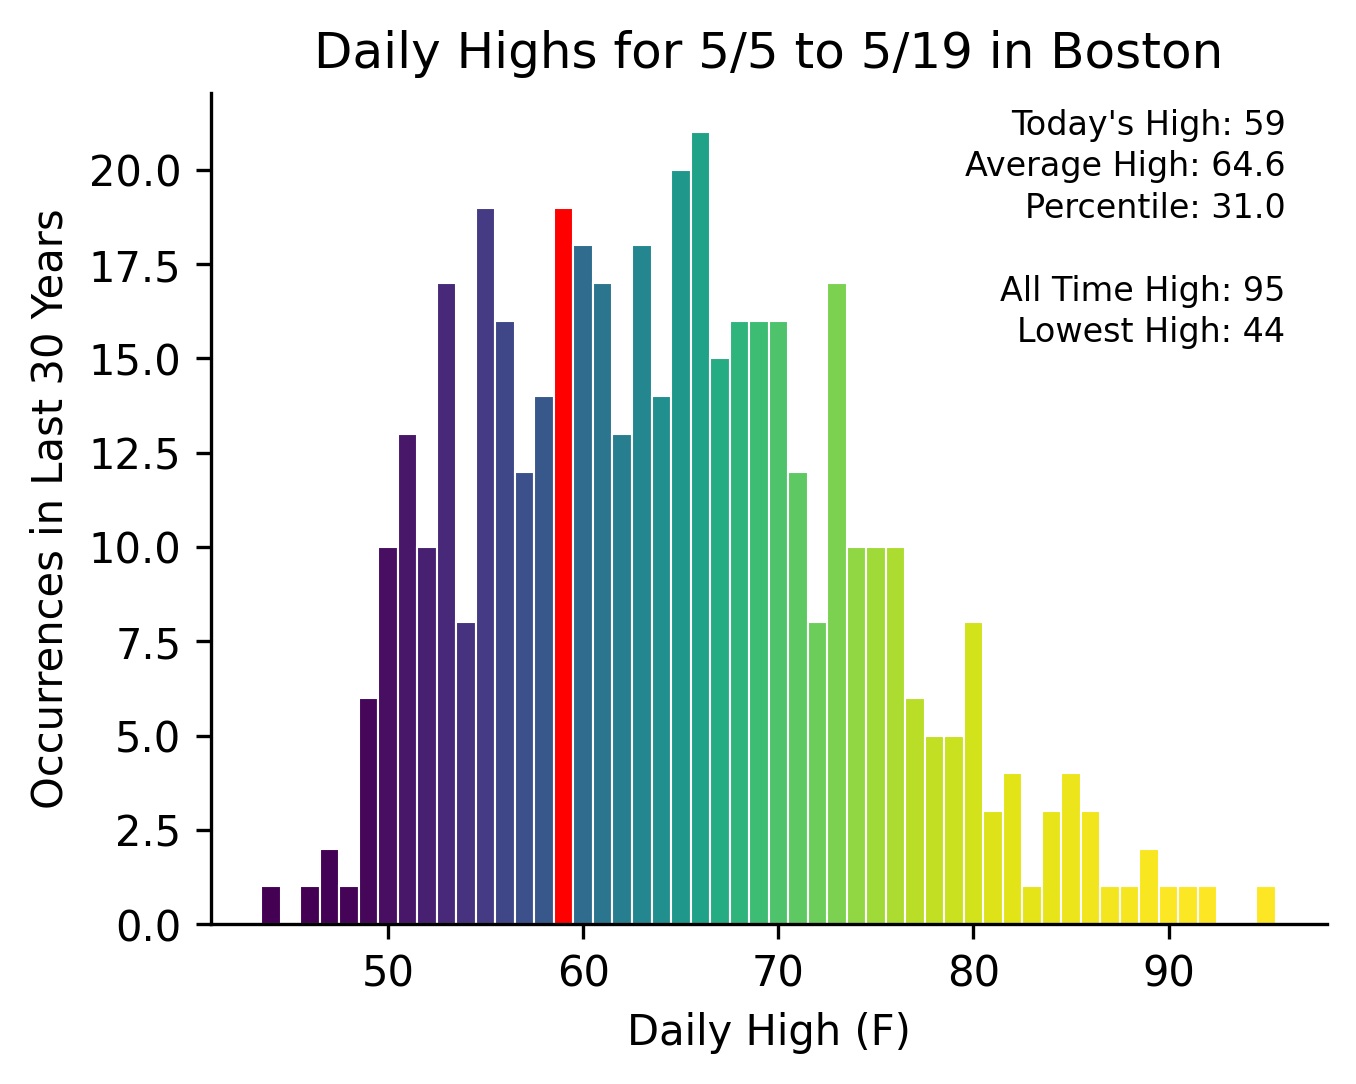 Daily Highs for 5/5 to 5/19 in Boston
Today's High: 59
Average High: 64.6
Percentile: 31.0
All Time High: 95
Lowest High: 44
Occurrences in Last 30 Years
20.0
17.5
15.0
12.5
10.0
7.5
5.0
2.5
0.0
50
60
70
80
90
Daily High (F)